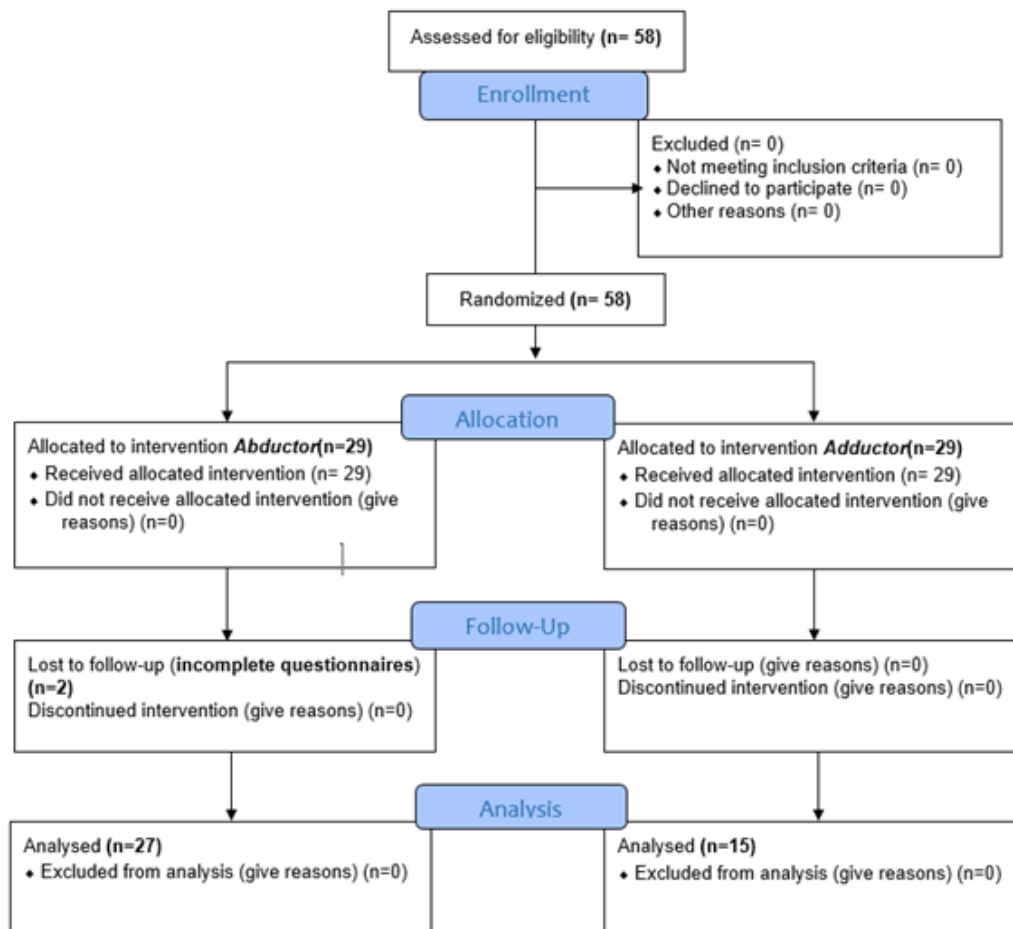 Assessed for eligibility (n= 58)
Enrollment
Excluded (n= 0)
⬥ Not meeting inclusion criteria (n= 0)
⬥ Declined to participate (n= 0)
⬥ Other reasons (n= 0)
Randomized (n= 58)
Allocation
Allocated to intervention Abductor(n=29)
⬥ Received allocated intervention (n= 29)
⬥ Did not receive allocated intervention (give
reasons) (n=0)
Allocated to intervention Adductor(n=29)
⬥ Received allocated intervention (n= 29)
⬥ Did not receive allocated intervention (give
reasons) (n=0)
Follow-Up
Lost to follow-up (incomplete questionnaires)
(n=2)
Discontinued intervention (give reasons) (n=0)
Lost to follow-up (give reasons) (n=0)
Discontinued intervention (give reasons) (n=0)
Analysis
Analysed (n=27)
⬥ Excluded from analysis (give reasons) (n=0)
Analysed (n=15)
⬥ Excluded from analysis (give reasons) (n=0)